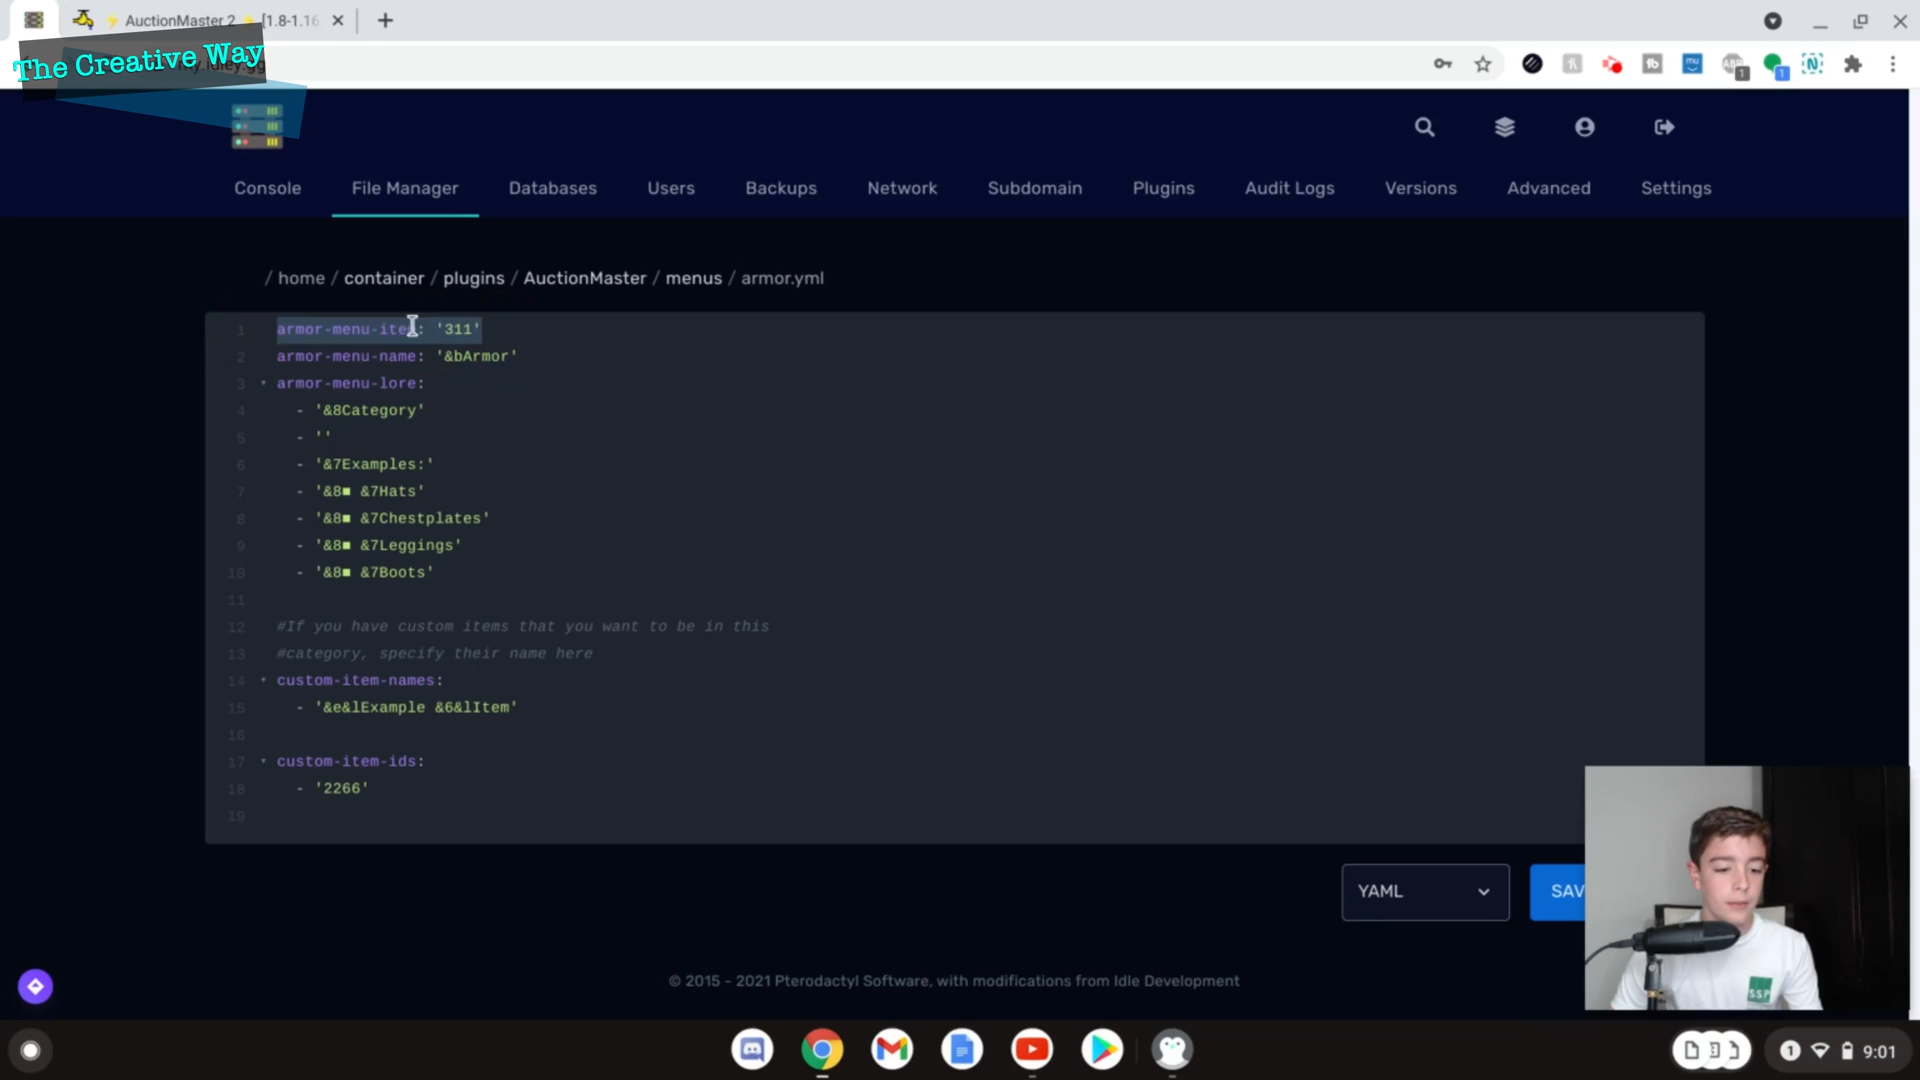 AuctionMaster 2 [1.8-1.16
The Creative Way
Console File Manager Databases Users Backups Network Subdomain Plugins Audit Logs Versions Advanced Settings
/ home / container / plugins / AuctionMaster / menus / armor.yml
1 armor-menu-item: '311'
2 armor-menu-name: '&bArmor'
3 armor-menu-lore:
4 - '&8Category'
5 - ''
6 - '&7Examples:'
7 - '&8■ &7Hats'
8 - '&8■ &7Chestplates'
9 - '&8■ &7Leggings'
10 - '&8■ &7Boots'
11
12 #If you have custom items that you want to be in this
13 #category, specify their name here
14 custom-item-names:
15 - '&e&lExample &6&lItem'
16
17 custom-item-ids:
18 - '2266'
19
YAML
SAV
SSP
© 2015 - 2021 Pterodactyl Software, with modifications from Idle Development
1 9:01